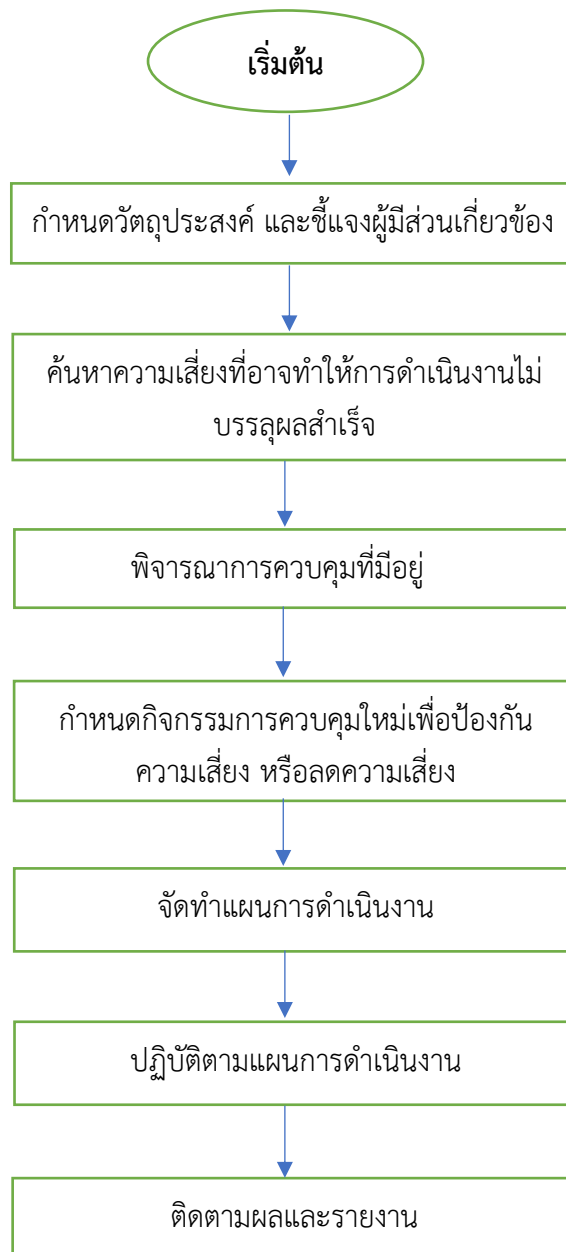 เริ่มต้น
กำหนดวัตถุประสงค์ และชี้แจงผู้มีส่วนเกี่ยวข้อง
ค้นหาความเสี่ยงที่อาจทำให้การดำเนินงานไม่
บรรลุผลสำเร็จ
พิจารณาการควบคุมที่มีอยู่
กำหนดกิจกรรมการควบคุมใหม่เพื่อป้องกัน
ความเสี่ยง หรือลดความเสี่ยง
จัดทำแผนการดำเนินงาน
ปฏิบัติตามแผนการดำเนินงาน
ติดตามผลและรายงาน